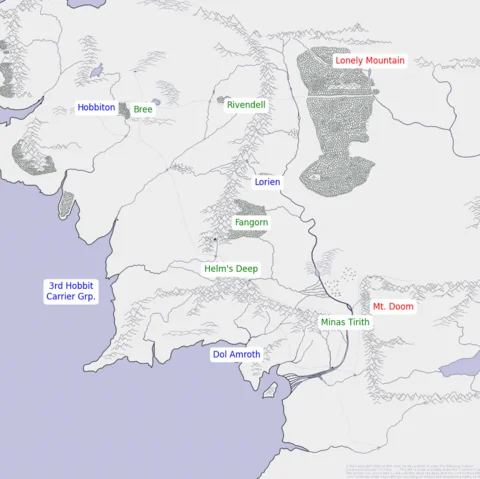 Lonely Mountain
Hobbiton
Bree
Rivendell
Lorien
Fangorn
Helm's Deep
3rd Hobbit
Carrier Grp.
Mt. Doom
Minas Tirith
Dol Amroth